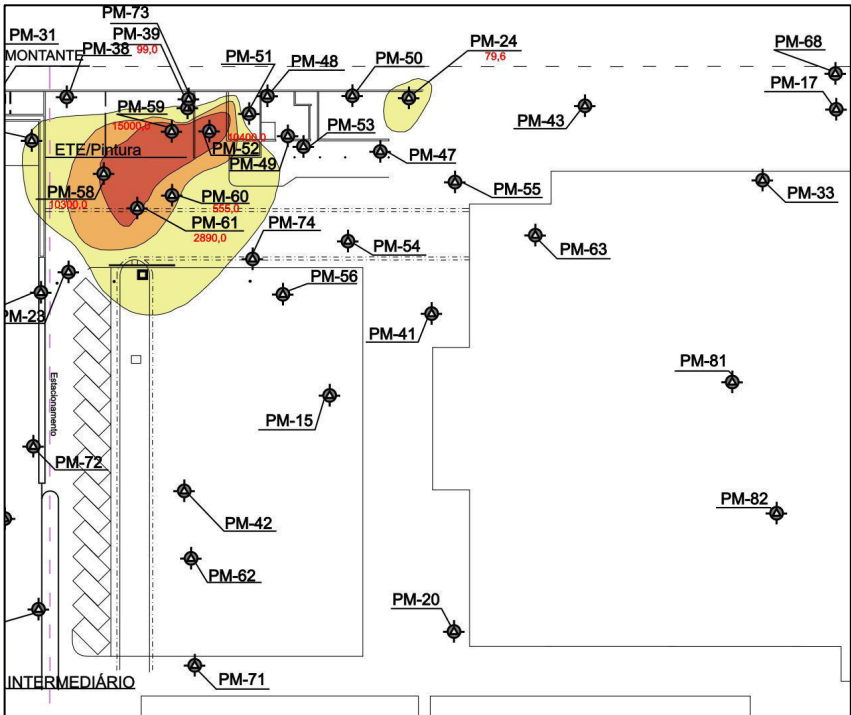 PM-73
PM-31
PM-39
MONTANTE
PM-38
99,0
PM-51
PM-48
PM-50
PM-24
79,6
PM-68
PM-17
PM-59
15000,0
PM-43
10400,0
PM-52
PM-53
ETE/Pintura
PM-49
PM-47
PM-58
10300,0
PM-60
555,0
PM-55
PM-33
PM-61
2890,0
PM-74
PM-54
PM-63
PM-56
PM-23
PM-41
PM-81
Estacionamento
PM-15
PM-72
PM-42
PM-82
PM-62
PM-20
INTERMEDIÁRIO
PM-71